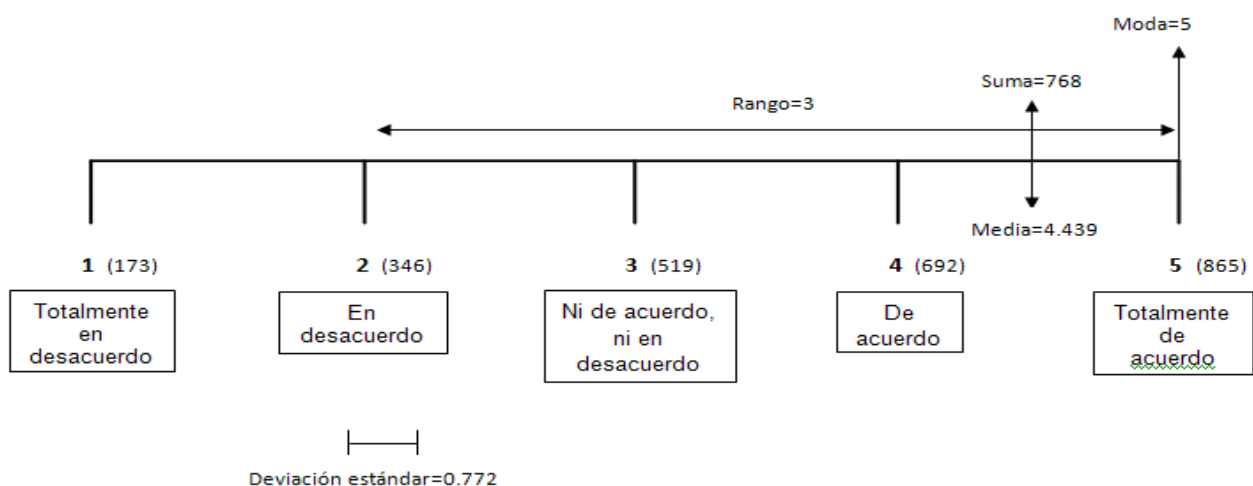 Moda=5
Suma=768
Rango=3
Media=4.439
1 (173)
2 (346)
3 (519)
4 (692)
5 (865)
Totalmente
en
desacuerdo
En
desacuerdo
Ni de acuerdo,
ni en
desacuerdo
De
acuerdo
Totalmente
de
acuerdo
Deviación estándar=0.772